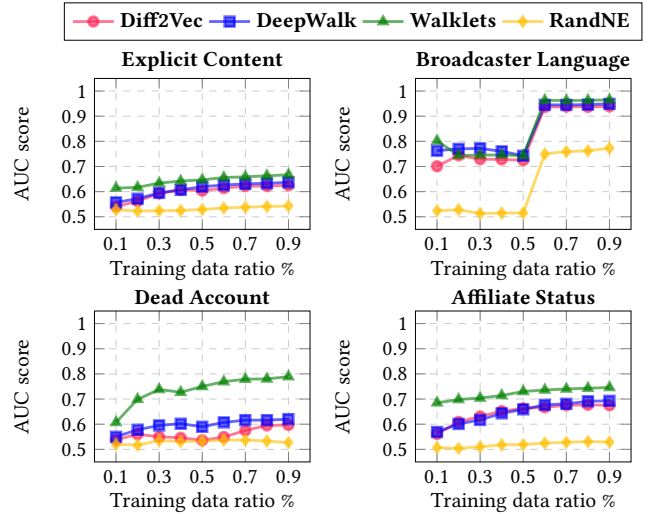 Diff2Vec DeepWalk Walklets RandNE
Explicit Content
Broadcaster Language
AUC score
1
0.9
0.8
0.7
0.6
0.5
0.1 0.3 0.5 0.7 0.9
Training data ratio %
AUC score
1
0.9
0.8
0.7
0.6
0.5
0.1 0.3 0.5 0.7 0.9
Training data ratio %
Dead Account
Affiliate Status
AUC score
1
0.9
0.8
0.7
0.6
0.5
0.1 0.3 0.5 0.7 0.9
Training data ratio %
AUC score
1
0.9
0.8
0.7
0.6
0.5
0.1 0.3 0.5 0.7 0.9
Training data ratio %